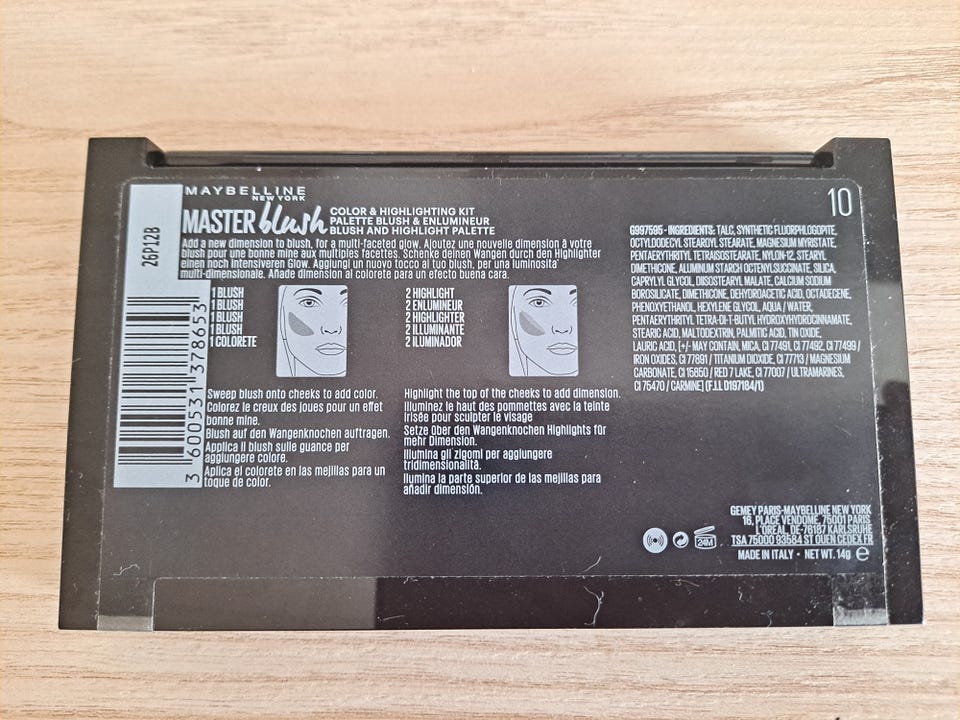 MAYBELLINE
NEW YORK
MASTER blush
COLOR & HIGHLIGHTING KIT
PALETTE BLUSH & ENLUMINEUR
BLUSH AND HIGHLIGHT PALETTE
10
Add a new dimension to blush, for a multi-faceted glow. Ajoutez une nouvelle dimension à votre
blush pour une bonne mine aux multiples facettes. Schenke deinen Wangen durch den Highlighter
einen noch intensiveren Glow. Aggiungi un nuovo tocco al tuo blush, per una luminosita'
multi-dimensionale. Añade dimensión al colorete para un efecto buena cara.
26P12B
3 600531 378653
1 BLUSH
1 BLUSH
1 BLUSH
1 BLUSH
1 COLORETE
2 HIGHLIGHT
2 ENLUMINEUR
2 HIGHLIGHTER
2 ILLUMINANTE
2 ILUMINADOR
Sweep blush onto cheeks to add color.
Colorez le creux des joues pour un effet
bonne mine.
Blush auf den Wangenknochen auftragen.
Applica il blush sulle guance per
aggiungere colore.
Aplica el colorete en las mejillas para un
toque de color.
Highlight the top of the cheeks to add dimension.
Illuminez le haut des pommettes avec la teinte
irisée pour sculpter le visage
Setze über den Wangenknochen Highlights für
mehr Dimension.
Illumina gli zigomi per aggiungere
tridimensionalità.
Ilumina la parte superior de las mejillas para
añadir dimensión.
G997595 - INGREDIENTS: TALC, SYNTHETIC FLUORPHLOGOPITE,
OCTYLDODECYL STEAROYL STEARATE, MAGNESIUM MYRISTATE,
PENTAERYTHRITYL TETRAISOSTEARATE, NYLON-12, STEARYL
DIMETHICONE, ALUMINUM STARCH OCTENYLSUCCINATE, SILICA,
CAPRYLYL GLYCOL, DIISOSTEARYL MALATE, CALCIUM SODIUM
BOROSILICATE, DIMETHICONE, DEHYDROACETIC ACID, OCTADECENE,
PHENOXYETHANOL, HEXYLENE GLYCOL, AQUA / WATER,
PENTAERYTHRITYL TETRA-DI-T-BUTYL HYDROXYHYDROCINNAMATE,
STEARIC ACID, MALTODEXTRIN, PALMITIC ACID, TIN OXIDE,
LAURIC ACID, [+/- MAY CONTAIN, MICA, CI 77491, CI 77492, CI 77499 /
IRON OXIDES, CI 77891 / TITANIUM DIOXIDE, CI 77713 / MAGNESIUM
CARBONATE, CI 15850 / RED 7 LAKE, CI 77007 / ULTRAMARINES,
CI 75470 / CARMINE] (F.I.L D197184/1)
GEMEY PARIS-MAYBELLINE NEW YORK
16, PLACE VENDOME, 75001 PARIS
L'ORÉAL, DE-76187 KARLSRUHE
TSA 75000 93584 ST OUEN CEDEX.FR
24M
MADE IN ITALY • NET WT. 14g e